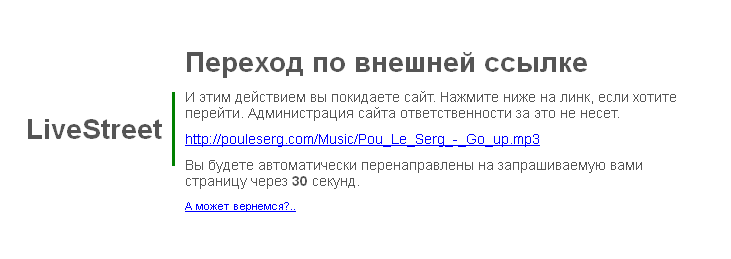 Переход по внешней ссылке
И этим действием вы покидаете сайт. Нажмите ниже на линк, если хотите
перейти. Администрация сайта ответственности за это не несет.
LiveStreet
http://pouleserg.com/Music/Pou_Le_Serg_-_Go_up.mp3
Вы будете автоматически перенаправлены на запрашиваемую вами
страницу через 30 секунд.
А может вернемся?..